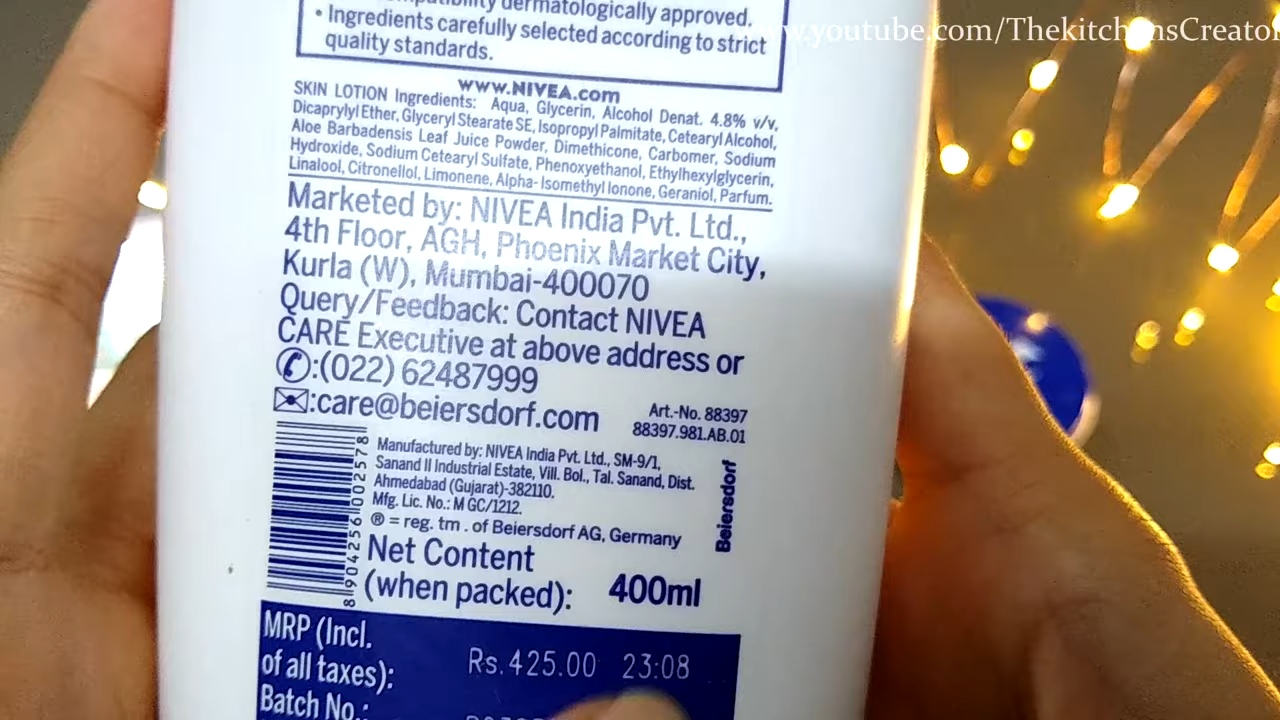 dermatologically approved.
• Ingredients carefully selected according to strict
quality standards.
www.youtube.com/ThekitchensCreator
www.NIVEA.com
SKIN LOTION Ingredients: Aqua, Glycerin, Alcohol Denat. 4.8% v/v,
Dicaprylyl Ether, Glyceryl Stearate SE, Isopropyl Palmitate, Cetearyl Alcohol,
Aloe Barbadensis Leaf Juice Powder, Dimethicone, Carbomer, Sodium
Hydroxide, Sodium Cetearyl Sulfate, Phenoxyethanol, Ethylhexylglycerin,
Linalool, Citronellol, Limonene, Alpha-Isomethyl Ionone, Geraniol, Parfum.
Marketed by: NIVEA India Pvt. Ltd.,
4th Floor, AGH, Phoenix Market City,
Kurla (W), Mumbai-400070
Query/Feedback: Contact NIVEA
CARE Executive at above address or
✆:(022) 62487999
✉:care@beiersdorf.com
Art.-No. 88397
88397.981.AB.01
Manufactured by: NIVEA India Pvt. Ltd., SM-9/1,
Sanand II Industrial Estate, Vill. Bol., Tal. Sanand, Dist.
Ahmedabad (Gujarat)-382110.
Mfg. Lic. No.: M GC/1212.
® = reg. tm . of Beiersdorf AG, Germany
Beiersdorf
8 904256 002578
Net Content
(when packed): 400ml
MRP (Incl.
of all taxes): Rs.425.00 23:08
Batch No.: